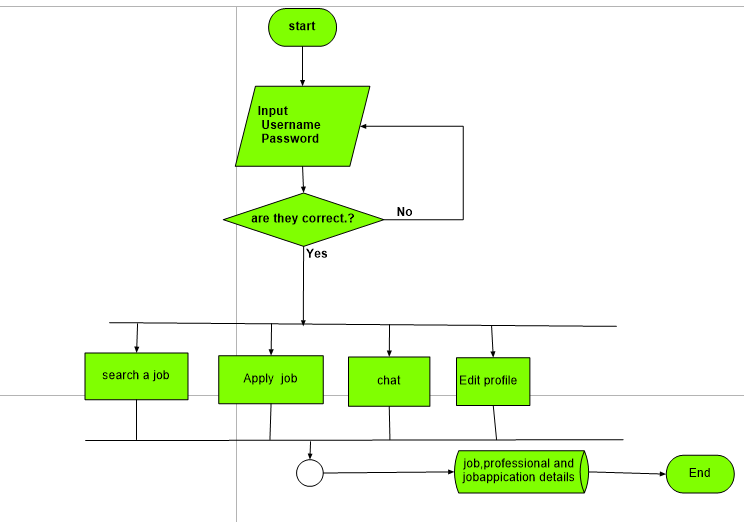 start
Input
Username
Password
are they correct.?
No
Yes
search a job
Apply job
chat
Edit profile
job,professional and
jobappication details
End